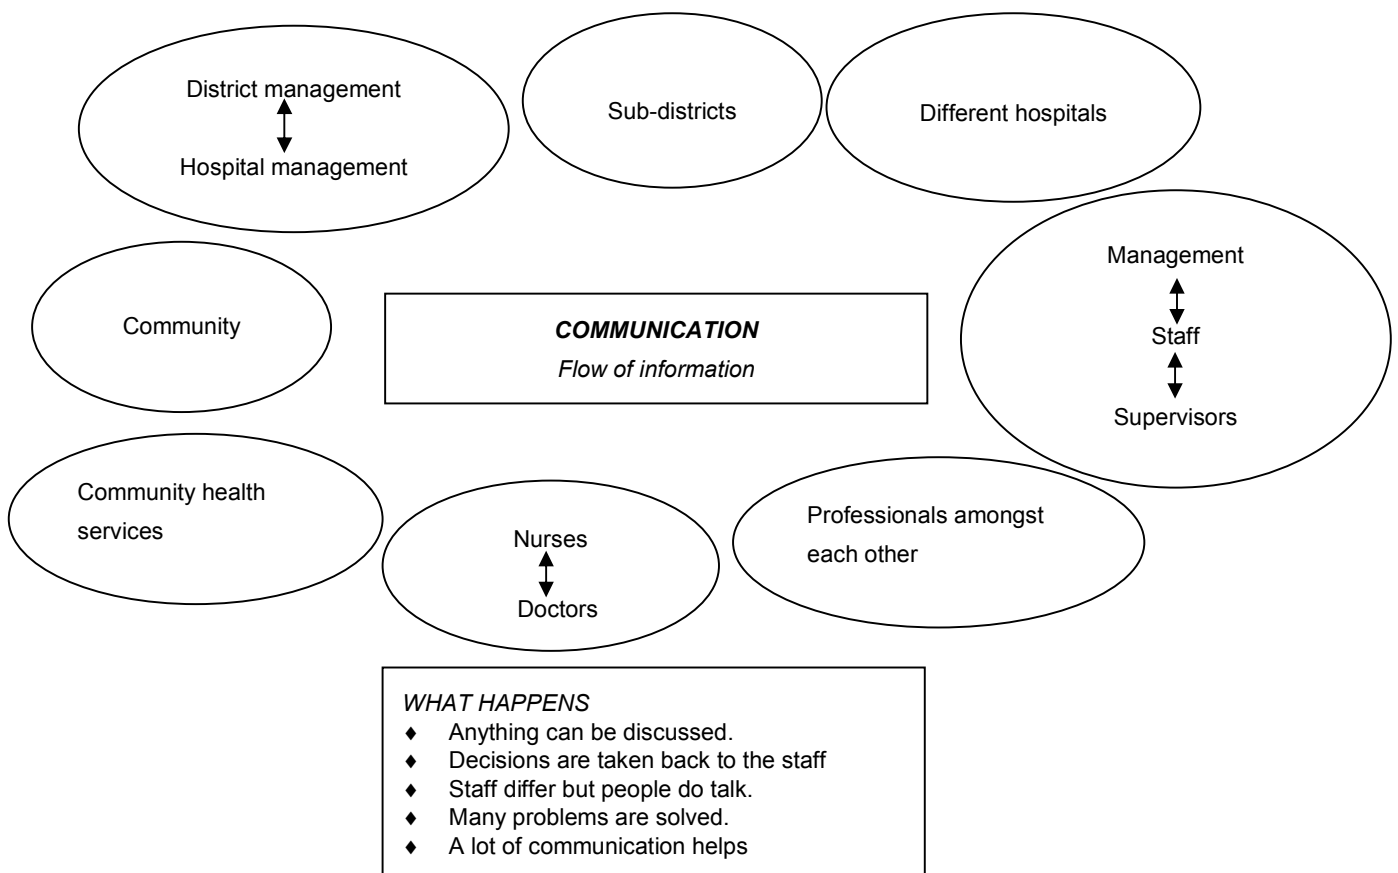 District management
Hospital management
Sub-districts
Different hospitals
Management
Staff
Supervisors
Community
COMMUNICATION
Flow of information
Community health
services
Nurses
Doctors
Professionals amongst
each other
WHAT HAPPENS
♦ Anything can be discussed.
♦ Decisions are taken back to the staff
♦ Staff differ but people do talk.
♦ Many problems are solved.
♦ A lot of communication helps